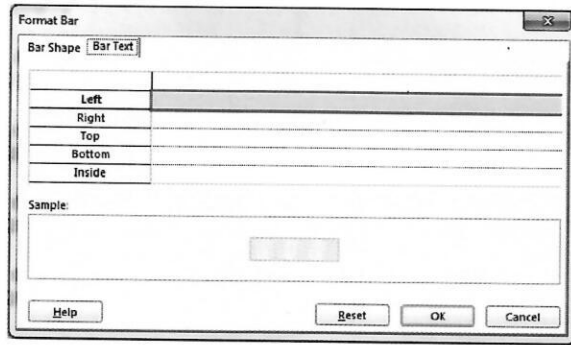 Format Bar
Bar Shape Bar Text
Left
Right
Top
Bottom
Inside
Sample:
Help Reset OK Cancel